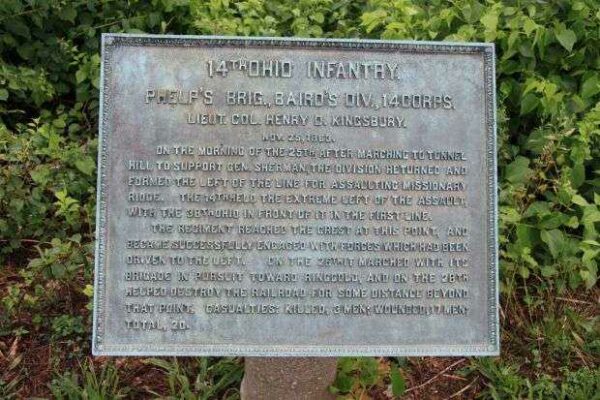 14TH OHIO INFANTRY.
PHELP'S BRIG., BAIRD'S DIV., 14 CORPS.
LIEUT. COL. HENRY D. KINGSBURY.
NOV. 25, 1863.
ON THE MORNING OF THE 25TH AFTER MARCHING TO TUNNEL
HILL TO SUPPORT GEN. SHERMAN, THE DIVISION RETURNED AND
FORMED THE LEFT OF THE LINE FOR ASSAULTING MISSIONARY
RIDGE. THE 14TH HELD THE EXTREME LEFT OF THE ASSAULT,
WITH THE 38TH OHIO IN FRONT OF IT IN THE FIRST LINE.
THE REGIMENT REACHED THE CREST AT THIS POINT, AND
BECAME SUCCESSFULLY ENGAGED WITH FORCES WHICH HAD BEEN
DRIVEN TO THE LEFT. ON THE 26TH IT MARCHED WITH ITS
BRIGADE IN PURSUIT TOWARD RINGGOLD, AND ON THE 28TH
HELPED DESTROY THE RAILROAD FOR SOME DISTANCE BEYOND
THAT POINT. CASUALTIES: KILLED, 3 MEN; WOUNDED, 17 MEN;
TOTAL, 20.